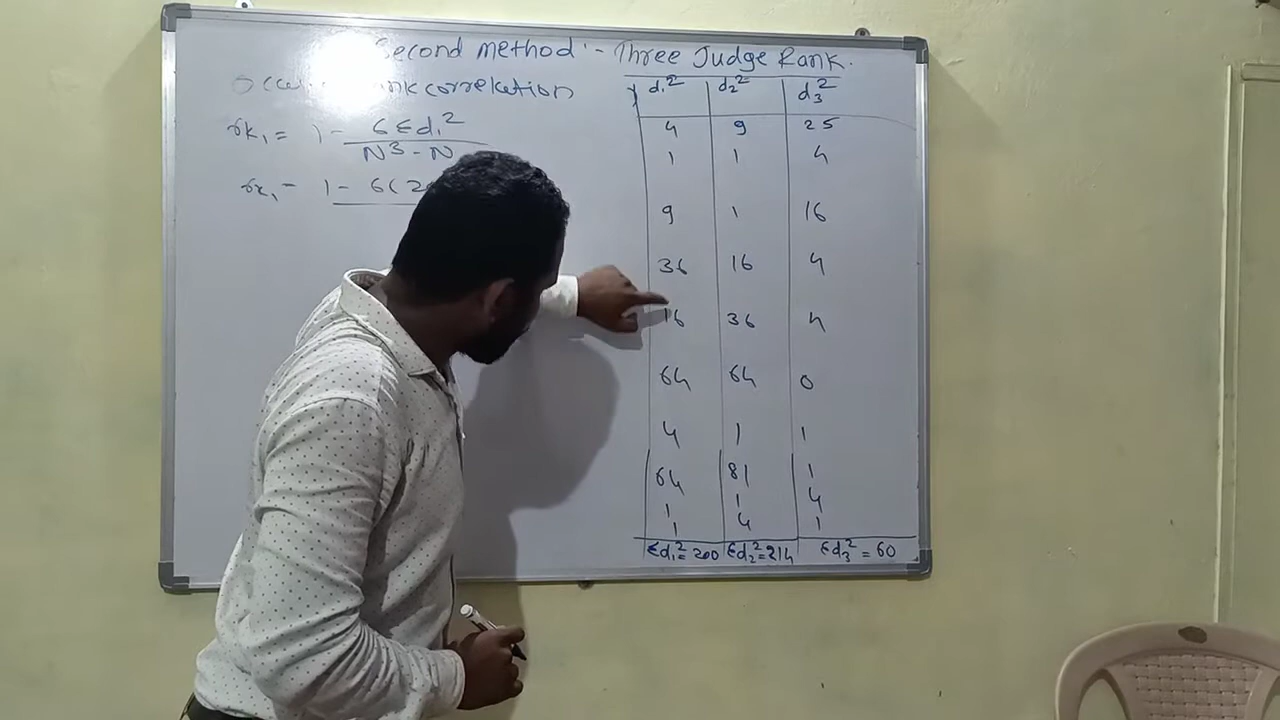 Second method :- Three Judge Rank.
correlation
rk₁ = 1 - 6Σd₁² / N³ - N
rk₁ = 1 - 6(2
d₁² d₂² d₃²
4 9 25
1 1 4
9 1 16
36 16 4
16 36 4
64 64 0
4 1 1
64 81 1
1 1 4
1 4 1
Σd₁² = 200 Σd₂² = 214 Σd₃² = 60